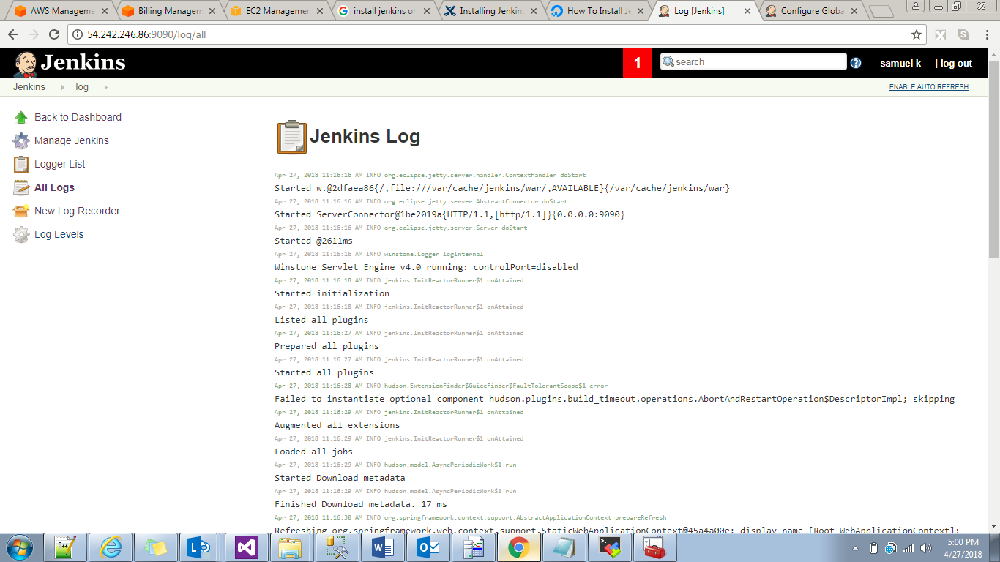 AWS Manageme
Billing Managem
EC2 Managemen
install jenkins on
Installing Jenkins
How To Install Je
Log [Jenkins]
Configure Globa
54.242.246.86:9090/log/all
Jenkins
1
search
samuel k
| log out
Jenkins
log
ENABLE AUTO REFRESH
Back to Dashboard
Manage Jenkins
Logger List
All Logs
New Log Recorder
Log Levels
Jenkins Log
Apr 27, 2018 11:16:16 AM INFO org.eclipse.jetty.server.handler.ContextHandler doStart
Started w.@2dfaea86{/,file:///var/cache/jenkins/war/,AVAILABLE}{/var/cache/jenkins/war}
Apr 27, 2018 11:16:16 AM INFO org.eclipse.jetty.server.AbstractConnector doStart
Started ServerConnector@1be2019a{HTTP/1.1,[http/1.1]}{0.0.0.0:9090}
Apr 27, 2018 11:16:16 AM INFO org.eclipse.jetty.server.Server doStart
Started @2611ms
Apr 27, 2018 11:16:16 AM INFO winstone.Logger logInternal
Winstone Servlet Engine v4.0 running: controlPort=disabled
Apr 27, 2018 11:16:18 AM INFO jenkins.InitReactorRunner$1 onAttained
Started initialization
Apr 27, 2018 11:16:18 AM INFO jenkins.InitReactorRunner$1 onAttained
Listed all plugins
Apr 27, 2018 11:16:27 AM INFO jenkins.InitReactorRunner$1 onAttained
Prepared all plugins
Apr 27, 2018 11:16:27 AM INFO jenkins.InitReactorRunner$1 onAttained
Started all plugins
Apr 27, 2018 11:16:28 AM INFO hudson.ExtensionFinder$GuiceFinder$FaultTolerantScope$1 error
Failed to instantiate optional component hudson.plugins.build_timeout.operations.AbortAndRestartOperation$DescriptorImpl; skipping
Apr 27, 2018 11:16:29 AM INFO jenkins.InitReactorRunner$1 onAttained
Augmented all extensions
Apr 27, 2018 11:16:29 AM INFO jenkins.InitReactorRunner$1 onAttained
Loaded all jobs
Apr 27, 2018 11:16:29 AM INFO hudson.model.AsyncPeriodicWork$1 run
Started Download metadata
Apr 27, 2018 11:16:29 AM INFO hudson.model.AsyncPeriodicWork$1 run
Finished Download metadata. 17 ms
Apr 27, 2018 11:16:30 AM INFO org.springframework.context.support.AbstractApplicationContext prepareRefresh
Refreshing org.springframework.web.context.support.StaticWebApplicationContext@45a4a00e: display name [Root WebApplicationContext];
5:00 PM
4/27/2018